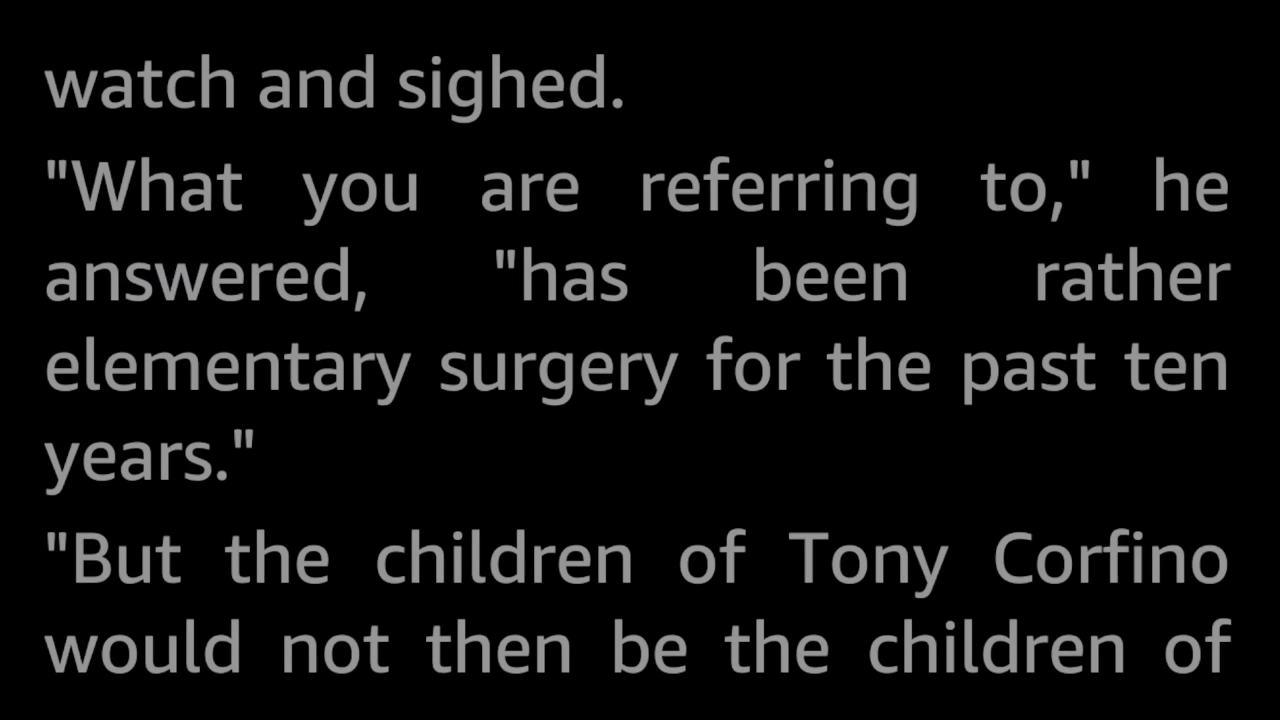 watch and sighed.
"What you are referring to," he
answered, "has been rather
elementary surgery for the past ten
years."
"But the children of Tony Corfino
would not then be the children of